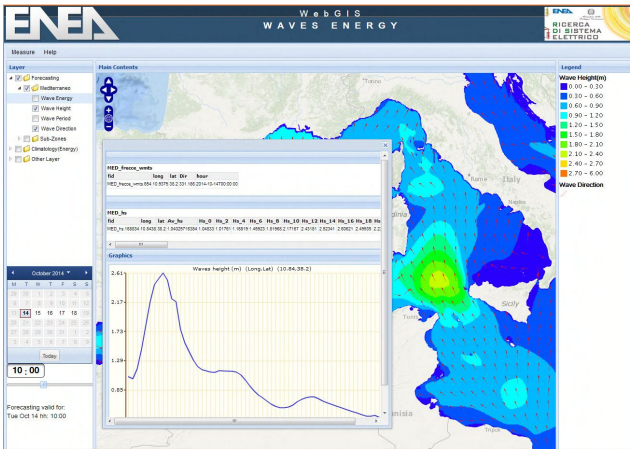 ENEA
WebGIS
WAVES ENERGY
ENEA
RICERCA
DI SISTEMA
ELETTRICO
Measure Help
Layer
Forecasting
Mediterranean
Wave Energy
Wave Height
Wave Period
Wave Direction
Sub-Zones
Climatology(Energy)
Other Layer
October 2014
M T W T F S S
14 15 16 17 18
Today
10 : 00
Forecasting valid for:
Tue Oct 14 hh: 10:00
Main Contents
Torino
Rome Italy
Naples
Sicily
Tunis
Tripoli
MED_frecce_wmts
fid long lat Dir hour
MED_hs
fid long lat Av_hs Hs_0 Hs_2 Hs_4 Hs_6 Hs_8 Hs_10 Hs_12 Hs_14 Hs_16 Hs_18
Graphics
Waves height (m) (Long,Lat) (10.84,38.2)
2.61
2.17
1.73
1.29
0.85
Legend
Wave Height(m)
0.00 - 0.30
0.30 - 0.60
0.60 - 0.90
0.90 - 1.20
1.20 - 1.50
1.50 - 1.80
1.80 - 2.10
2.10 - 2.40
2.40 - 2.70
2.70 - 6.00
Wave Direction